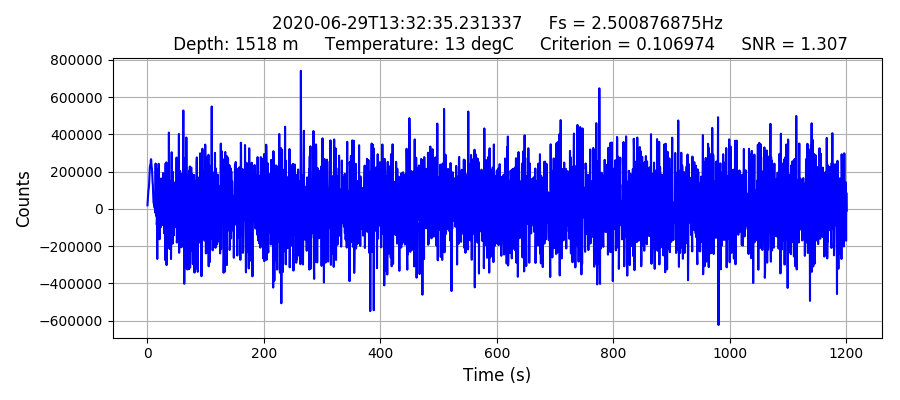 2020-06-29T13:32:35.231337 Fs = 2.500876875Hz
Depth: 1518 m Temperature: 13 degC Criterion = 0.106974 SNR = 1.307
800000
600000
400000
200000
0
−200000
−400000
−600000
Counts
0 200 400 600 800 1000 1200
Time (s)